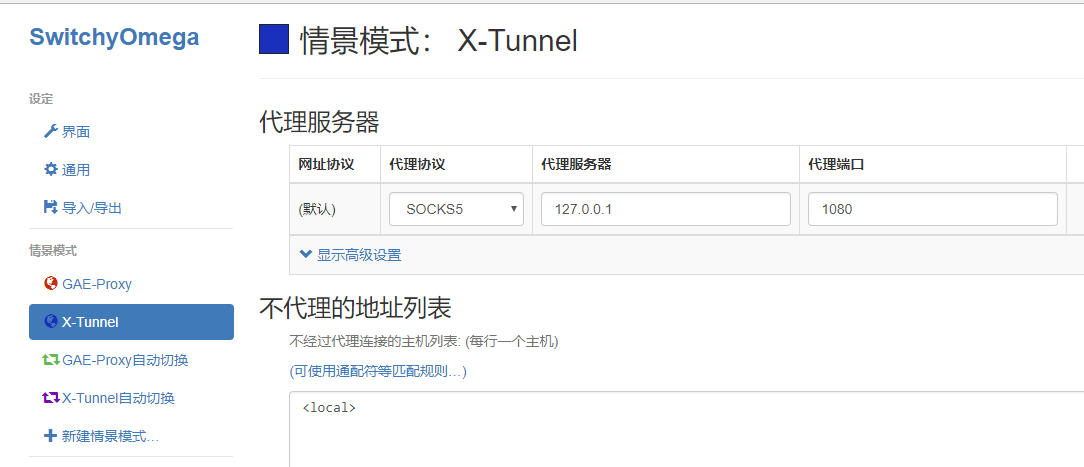 SwitchyOmega
设定
界面
通用
导入/导出
情景模式
GAE-Proxy
X-Tunnel
GAE-Proxy自动切换
X-Tunnel自动切换
新建情景模式…
情景模式： X-Tunnel
代理服务器
网址协议 代理协议 代理服务器 代理端口
(默认) SOCKS5 127.0.0.1 1080
显示高级设置
不代理的地址列表
不经过代理连接的主机列表: (每行一个主机)
(可使用通配符等匹配规则…)
<local>